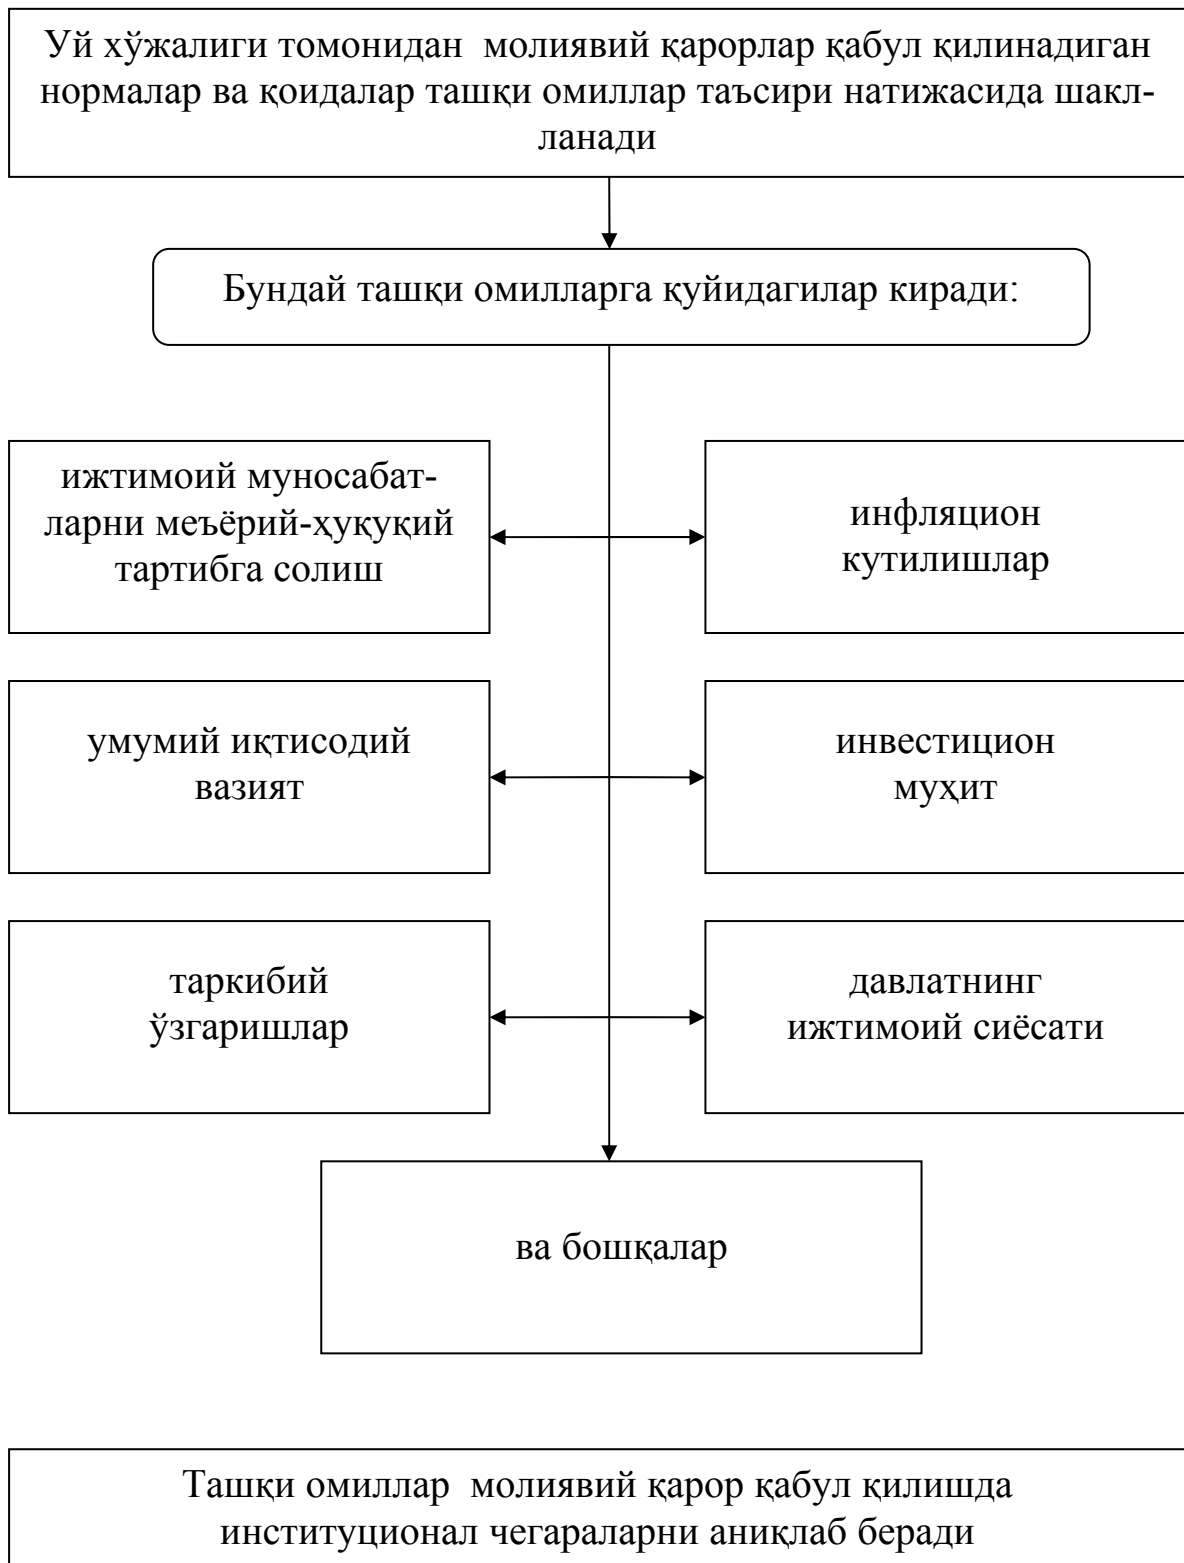 Уй хўжалиги томонидан молиявий қарорлар қабул қилинадиган
нормалар ва қоидалар ташқи омиллар таъсири натижасида шакл-
ланади
Бундай ташқи омилларга қуйидагилар киради:
ижтимоий муносабат-
ларни меъёрий-ҳуқуқий
тартибга солиш
инфляцион
кутилишлар
умумий иқтисодий
вазият
инвестицион
муҳит
таркибий
ўзгаришлар
давлатнинг
ижтимоий сиёсати
ва бошқалар
Ташқи омиллар молиявий қарор қабул қилишда
институционал чегараларни аниқлаб беради